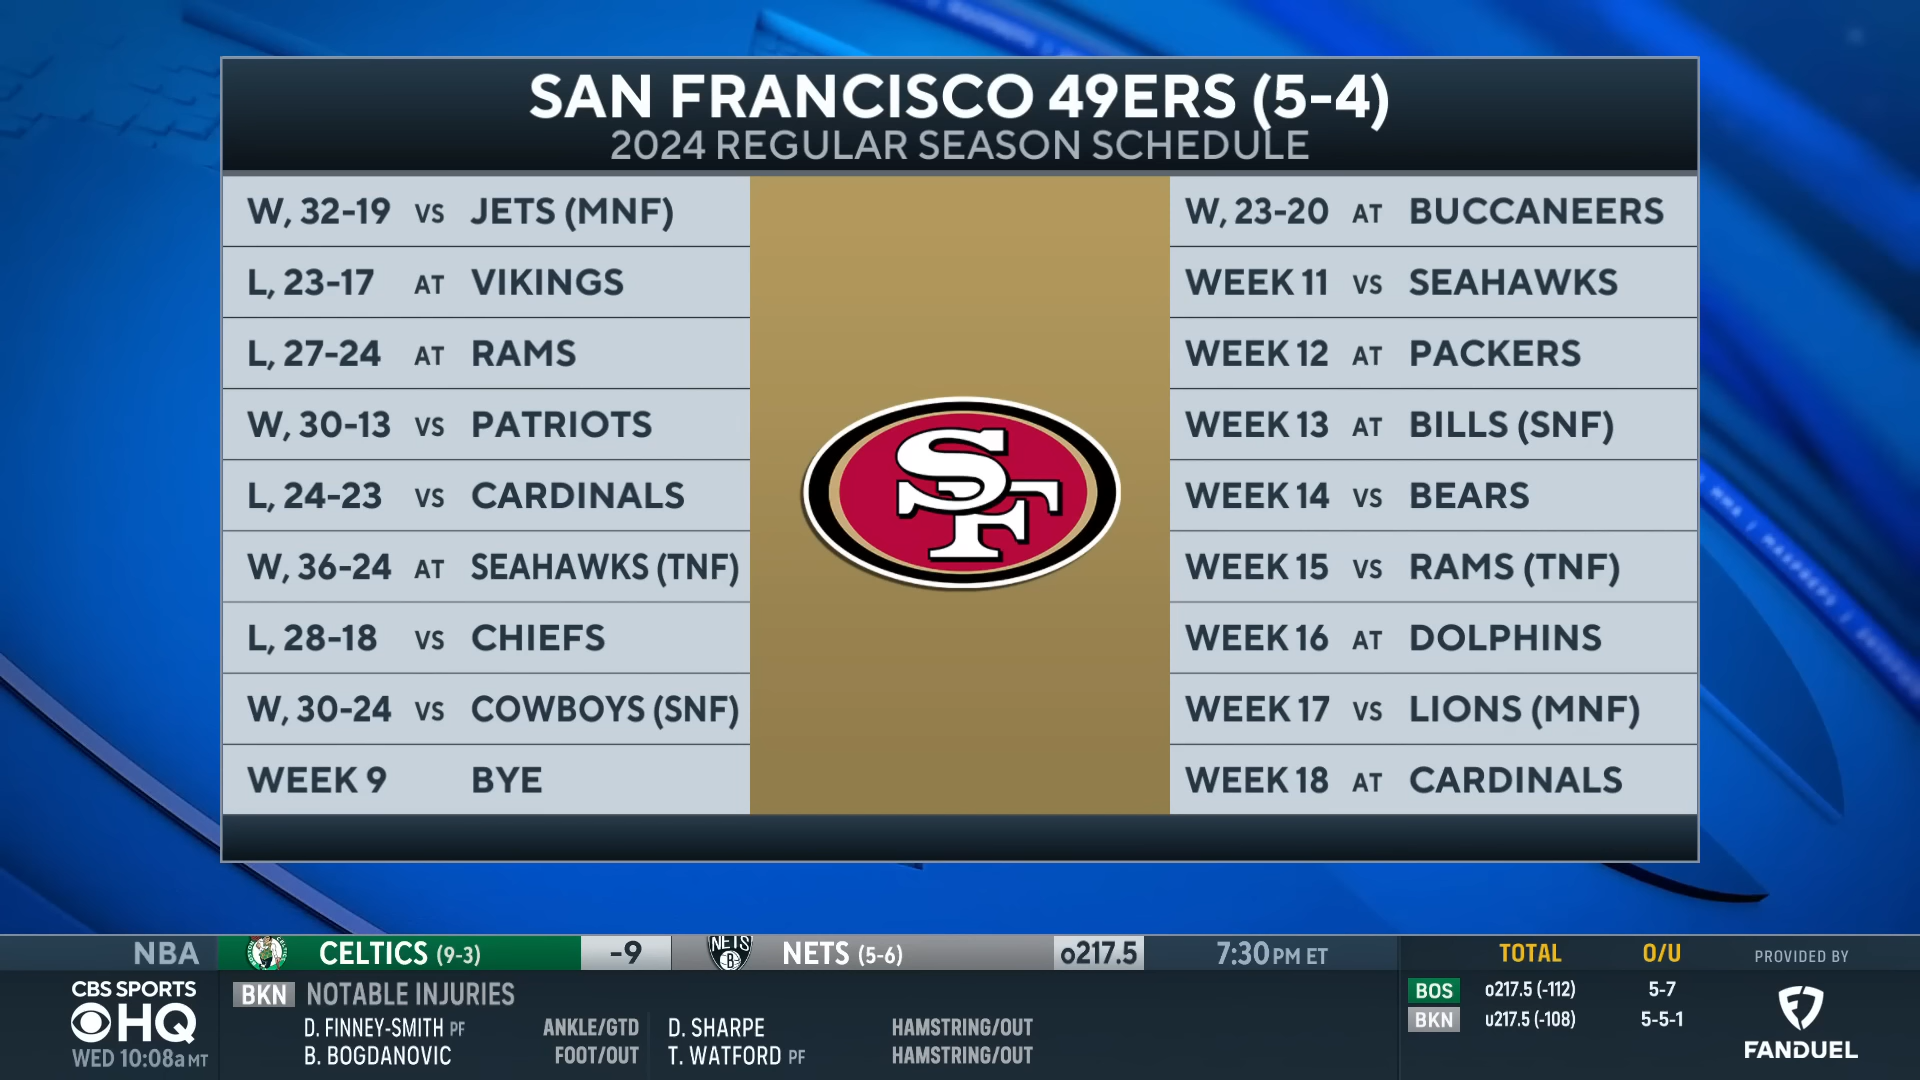 SAN FRANCISCO 49ERS (5-4)
2024 REGULAR SEASON SCHEDULE
W, 32-19 VS JETS (MNF)
L, 23-17 AT VIKINGS
L, 27-24 AT RAMS
W, 30-13 VS PATRIOTS
L, 24-23 VS CARDINALS
W, 36-24 AT SEAHAWKS (TNF)
L, 28-18 VS CHIEFS
W, 30-24 VS COWBOYS (SNF)
WEEK 9 BYE
SF
W, 23-20 AT BUCCANEERS
WEEK 11 VS SEAHAWKS
WEEK 12 AT PACKERS
WEEK 13 AT BILLS (SNF)
WEEK 14 VS BEARS
WEEK 15 VS RAMS (TNF)
WEEK 16 AT DOLPHINS
WEEK 17 VS LIONS (MNF)
WEEK 18 AT CARDINALS
NBA CELTICS (9-3) -9 NETS B NETS (5-6) o217.5 7:30 PM ET
CBS SPORTS
HQ
WED 10:08a MT
BKN NOTABLE INJURIES
D. FINNEY-SMITH PF ANKLE/GTD D. SHARPE HAMSTRING/OUT
B. BOGDANOVIC FOOT/OUT T. WATFORD PF HAMSTRING/OUT
TOTAL O/U
BOS o217.5 (-112) 5-7
BKN u217.5 (-108) 5-5-1
PROVIDED BY
FANDUEL